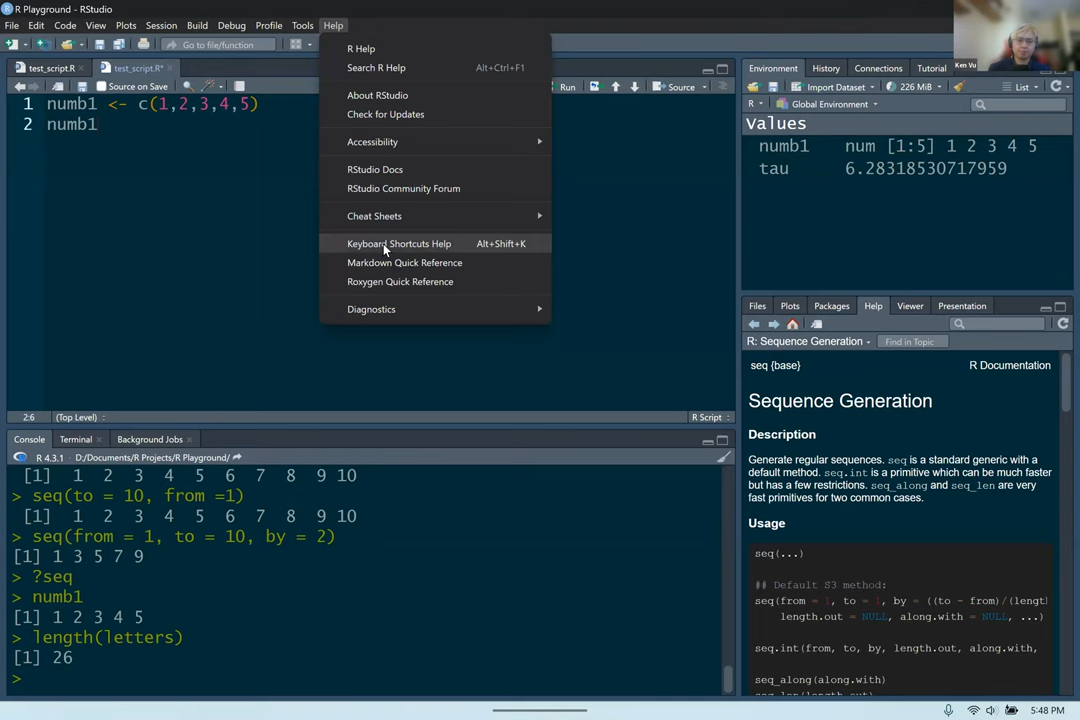 R Playground - RStudio
File Edit Code View Plots Session Build Debug Profile Tools Help
Go to file/function
test_script.R × test_script.R* ×
Source on Save
Run
Source
1 numb1 <- c(1,2,3,4,5)
2 numb1
2:6 (Top Level)
R Script
R Help
Search R Help Alt+Ctrl+F1
About RStudio
Check for Updates
Accessibility
RStudio Docs
RStudio Community Forum
Cheat Sheets
Keyboard Shortcuts Help Alt+Shift+K
Markdown Quick Reference
Roxygen Quick Reference
Diagnostics
Ken Vu
Environment History Connections Tutorial
Import Dataset 226 MiB List
R Global Environment
Values
numb1 num [1:5] 1 2 3 4 5
tau 6.28318530717959
Console Terminal × Background Jobs ×
R 4.3.1 · D:/Documents/R Projects/R Playground/
[1] 1 2 3 4 5 6 7 8 9 10
> seq(to = 10, from =1)
[1] 1 2 3 4 5 6 7 8 9 10
> seq(from = 1, to = 10, by = 2)
[1] 1 3 5 7 9
> ?seq
> numb1
[1] 1 2 3 4 5
> length(letters)
[1] 26
>
Files Plots Packages Help Viewer Presentation
R: Sequence Generation Find in Topic
seq {base} R Documentation
Sequence Generation
Description
Generate regular sequences. seq is a standard generic with a
default method. seq.int is a primitive which can be much faster
but has a few restrictions. seq_along and seq_len are very
fast primitives for two common cases.
Usage
seq(...)
## Default S3 method:
seq(from = 1, to = 1, by = ((to - from)/(lengt
length.out = NULL, along.with = NULL, ...)
seq.int(from, to, by, length.out, along.with,
seq_along(along.with)
seq_len(length.out)
5:48 PM